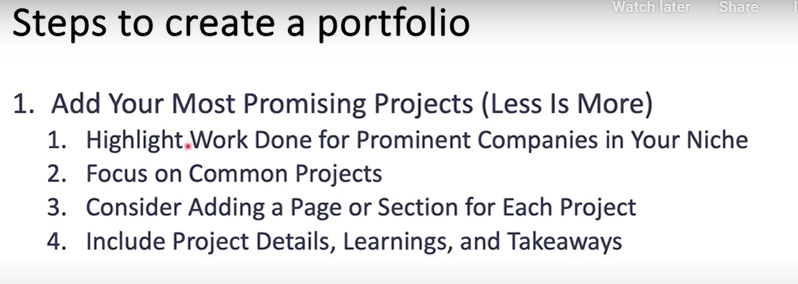 Watch later Share
Steps to create a portfolio
1. Add Your Most Promising Projects (Less Is More)
1. Highlight Work Done for Prominent Companies in Your Niche
2. Focus on Common Projects
3. Consider Adding a Page or Section for Each Project
4. Include Project Details, Learnings, and Takeaways